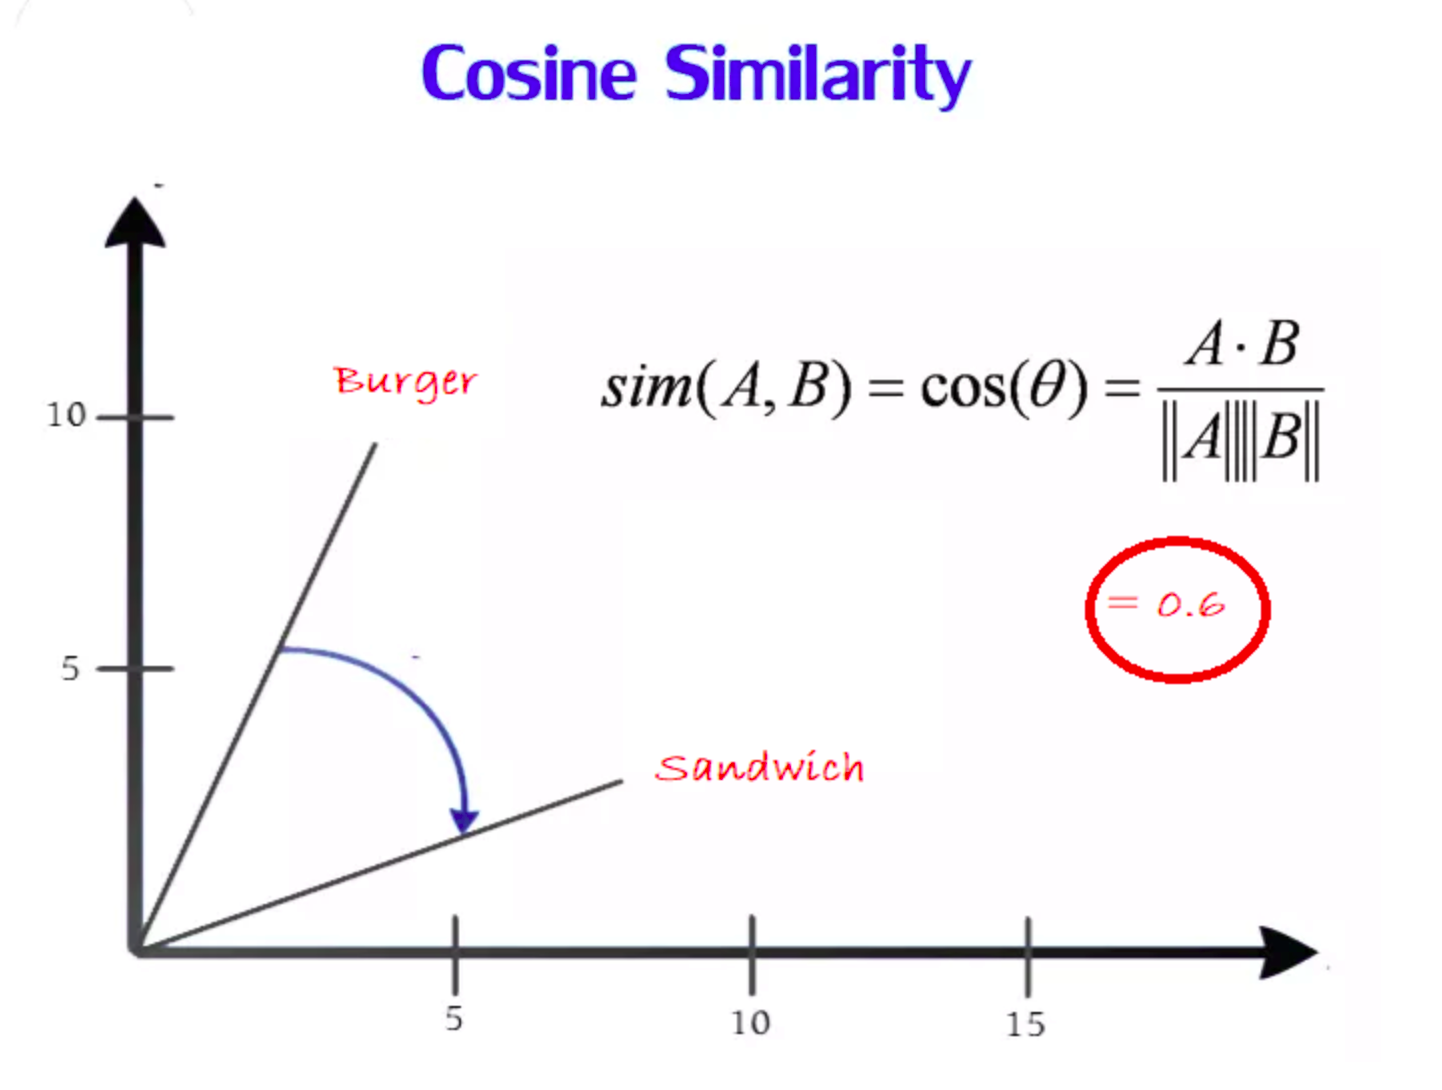 Cosine Similarity
Burger
sim(A, B) = cos(θ) = A · B / ||A||||B||
10
= 0.6
5
Sandwich
5
10
15